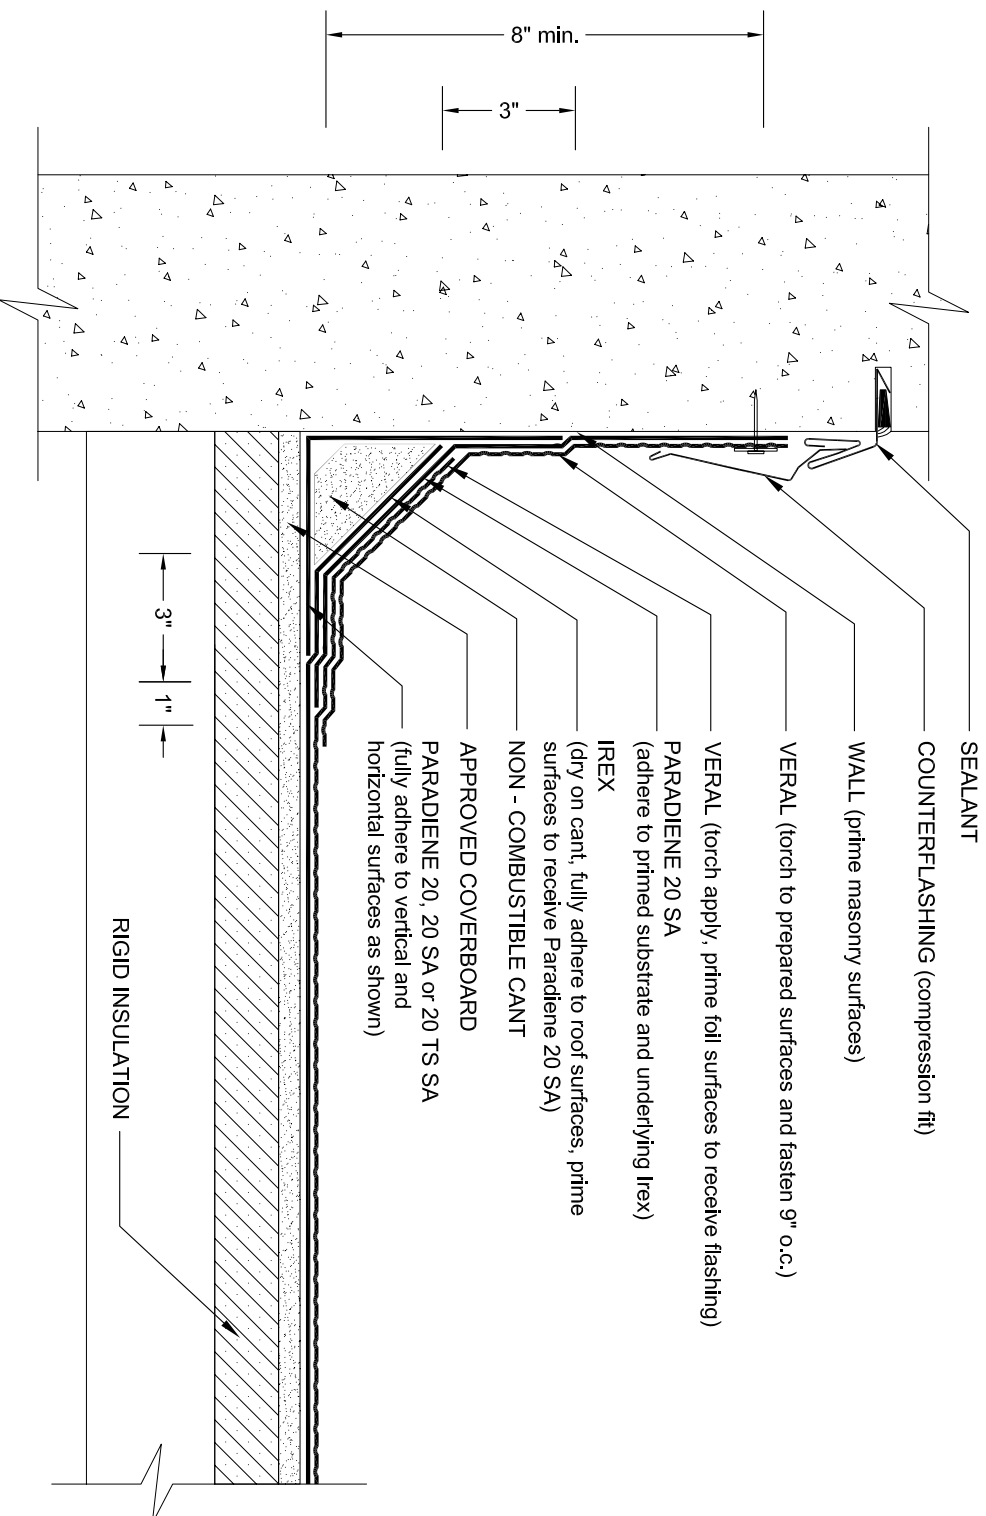 8" min.
3"
SEALANT
COUNTERFLASHING (compression fit)
WALL (prime masonry surfaces)
VERAL (torch to prepared surfaces and fasten 9" o.c.)
VERAL (torch apply, prime foil surfaces to receive flashing)
PARADIENE 20 SA
(adhere to primed substrate and underlying Irex)
IREX
(dry on cant, fully adhere to roof surfaces, prime
surfaces to receive Paradiene 20 SA)
NON - COMBUSTIBLE CANT
APPROVED COVERBOARD
PARADIENE 20, 20 SA or 20 TS SA
(fully adhere to vertical and
horizontal surfaces as shown)
3"
1"
RIGID INSULATION